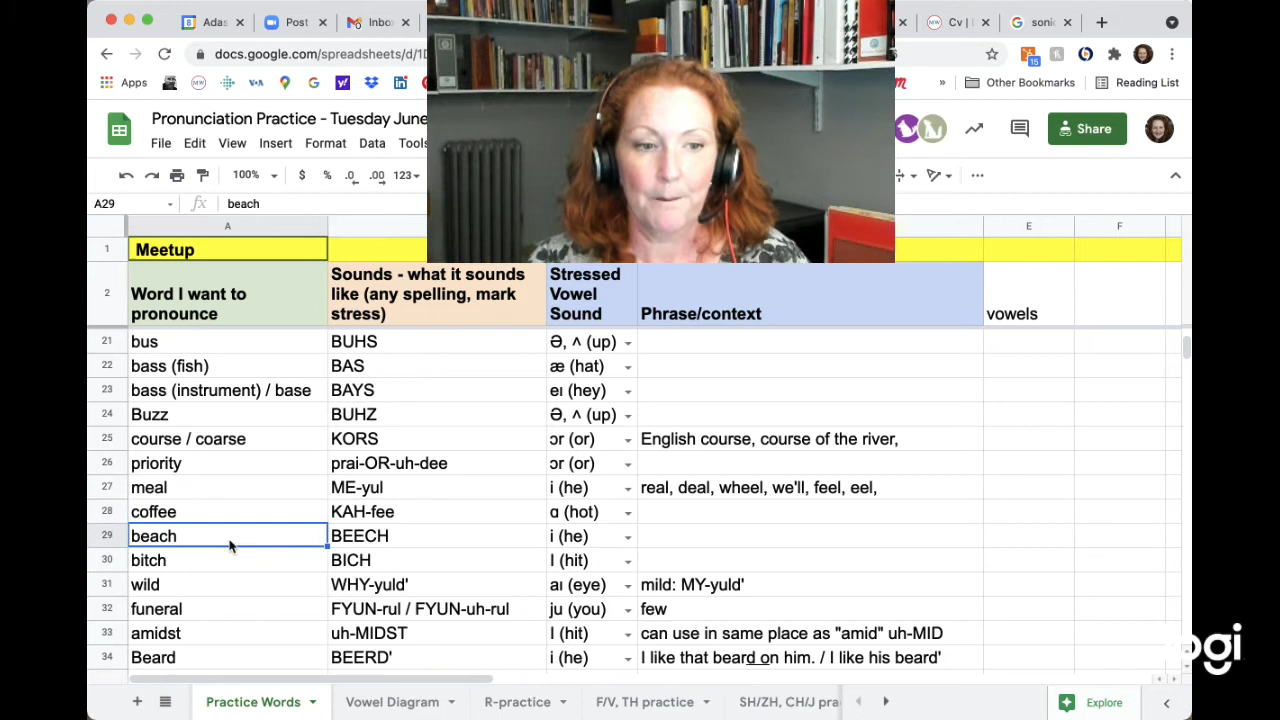 Adas
Post
Inbo
Cv | D
sonic
docs.google.com/spreadsheets/d/1D
15
Apps
Other Bookmarks
Reading List
Pronunciation Practice - Tuesday June
File Edit View Insert Format Data Tools
Share
100% $ % .0 .00 123
A29 fx beach
A E F
1 Meetup
2 Word I want to pronounce Sounds - what it sounds like (any spelling, mark stress) Stressed Vowel Sound Phrase/context vowels
21 bus BUHS Ə, ^ (up)
22 bass (fish) BAS æ (hat)
23 bass (instrument) / base BAYS eı (hey)
24 Buzz BUHZ Ə, ^ (up)
25 course / coarse KORS ɔr (or) English course, course of the river,
26 priority prai-OR-uh-dee ɔr (or)
27 meal ME-yul i (he) real, deal, wheel, we'll, feel, eel,
28 coffee KAH-fee ɑ (hot)
29 beach BEECH i (he)
30 bitch BICH I (hit)
31 wild WHY-yuld' aı (eye) mild: MY-yuld'
32 funeral FYUN-rul / FYUN-uh-rul ju (you) few
33 amidst uh-MIDST I (hit) can use in same place as "amid" uh-MID
34 Beard BEERD' i (he) I like that beard on him. / I like his beard'
Practice Words Vowel Diagram R-practice F/V, TH practice SH/ZH, CH/J pra Explore
logi